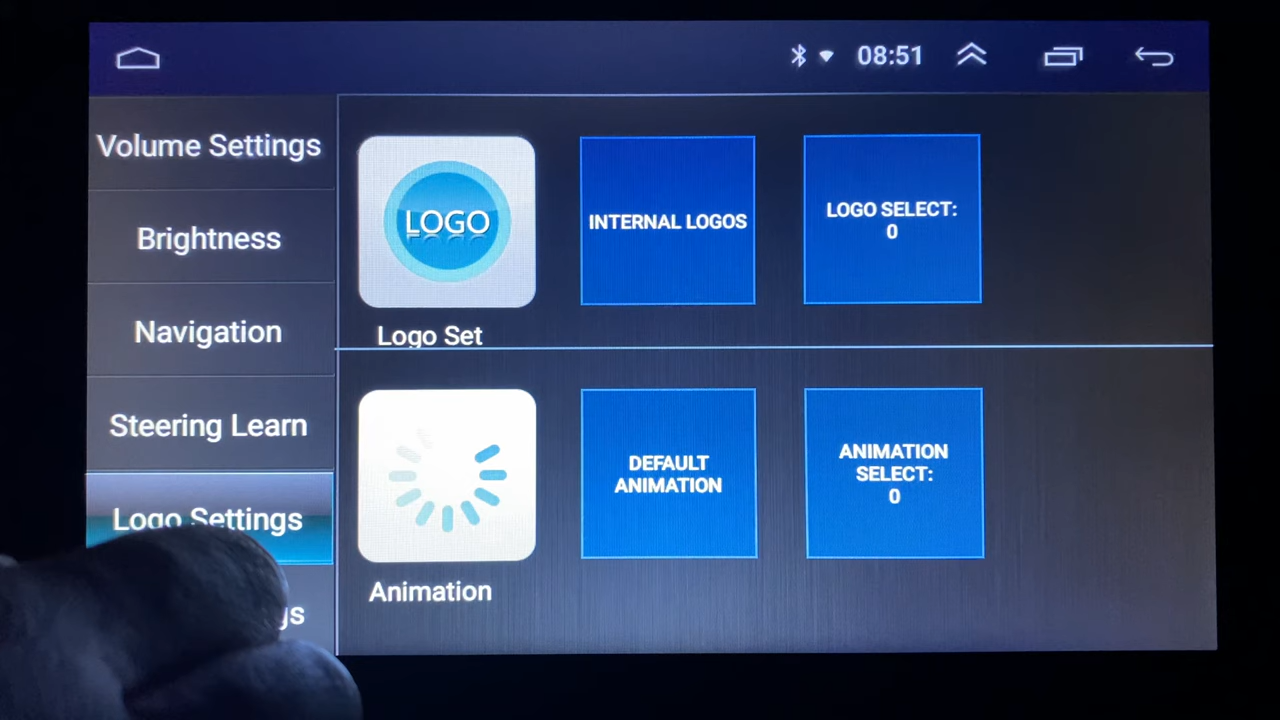 08:51
Volume Settings
Brightness
Navigation
Steering Learn
Logo Settings
gs
LOGO
Logo Set
INTERNAL LOGOS
LOGO SELECT:
0
Animation
DEFAULT
ANIMATION
ANIMATION
SELECT:
0